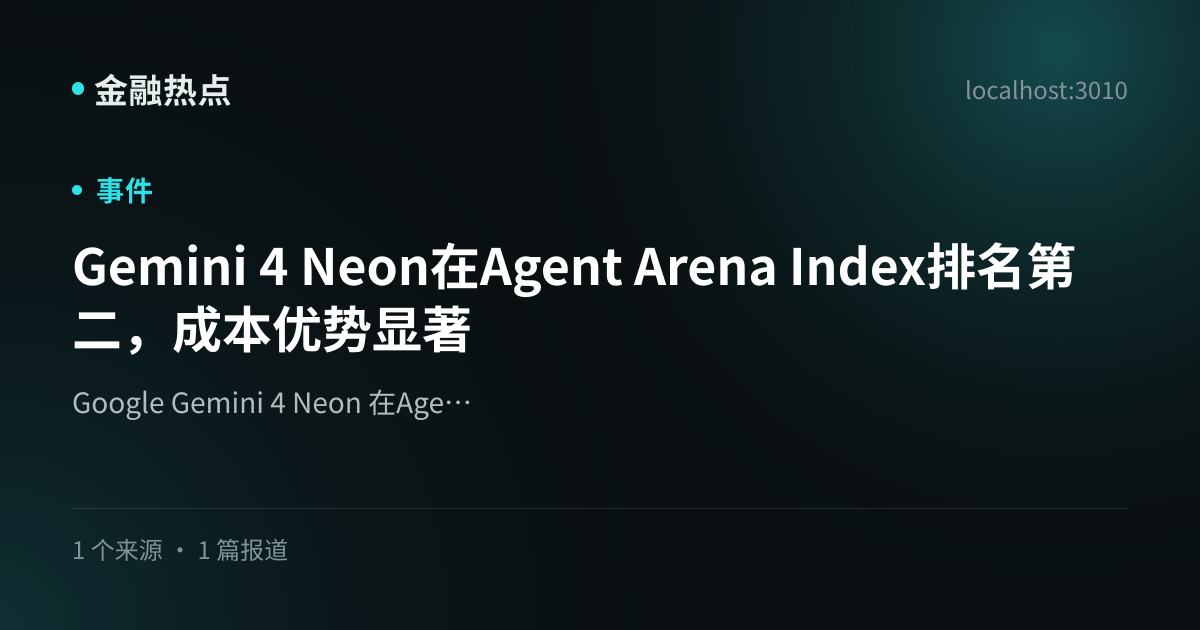 金融热点
localhost:3010
事件
Gemini 4 Neon在Agent Arena Index排名第
二，成本优势显著
Google Gemini 4 Neon 在Age…
1 个来源 · 1 篇报道